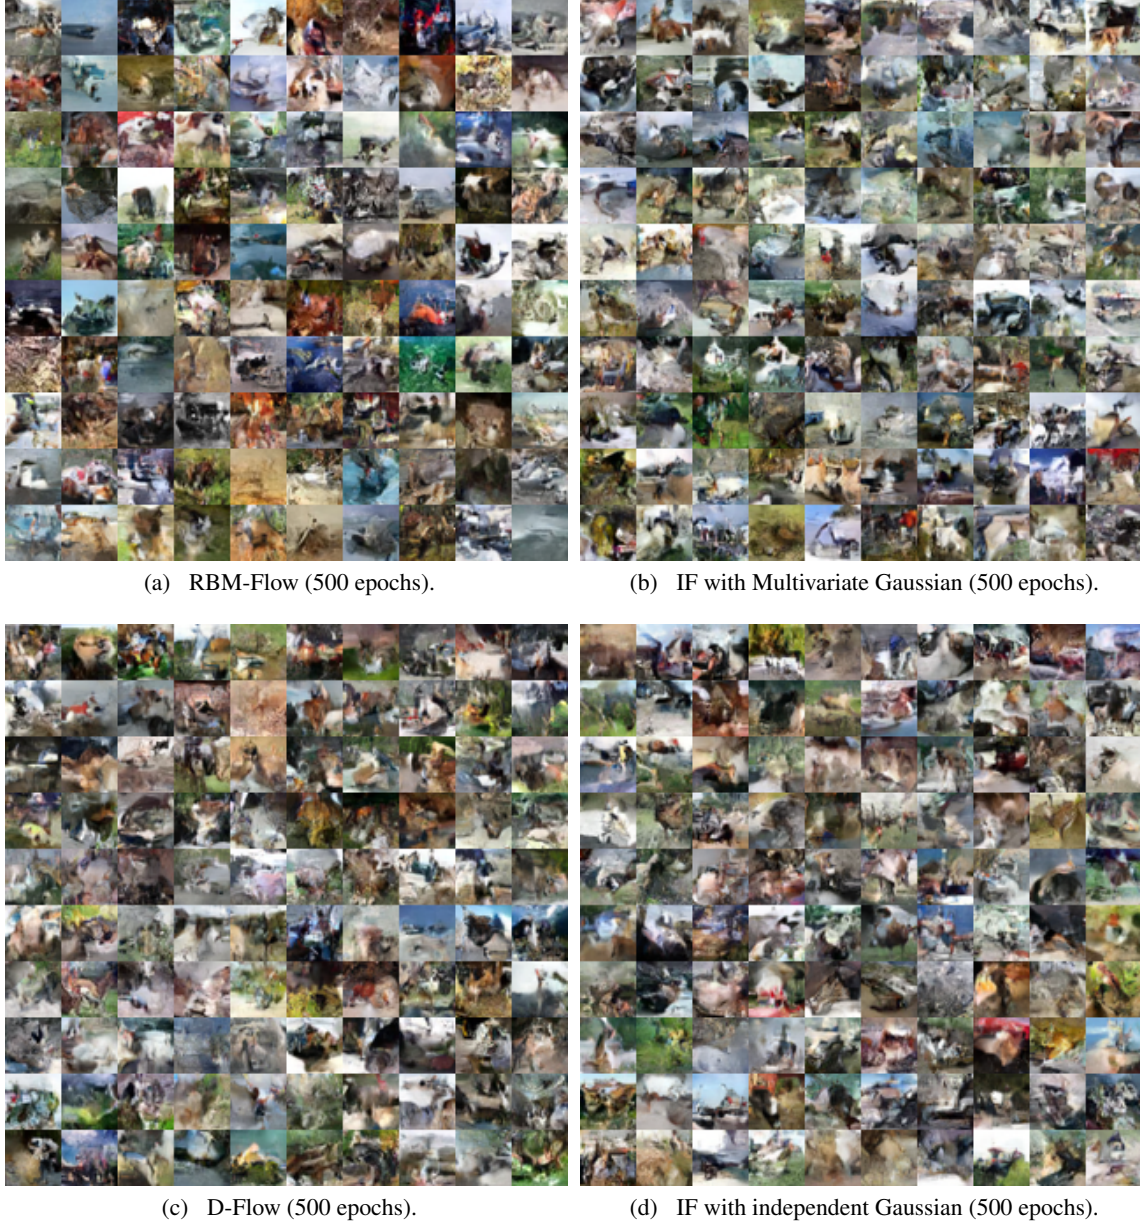 (a) RBM-Flow (500 epochs).
(b) IF with Multivariate Gaussian (500 epochs).
(c) D-Flow (500 epochs).
(d) IF with independent Gaussian (500 epochs).